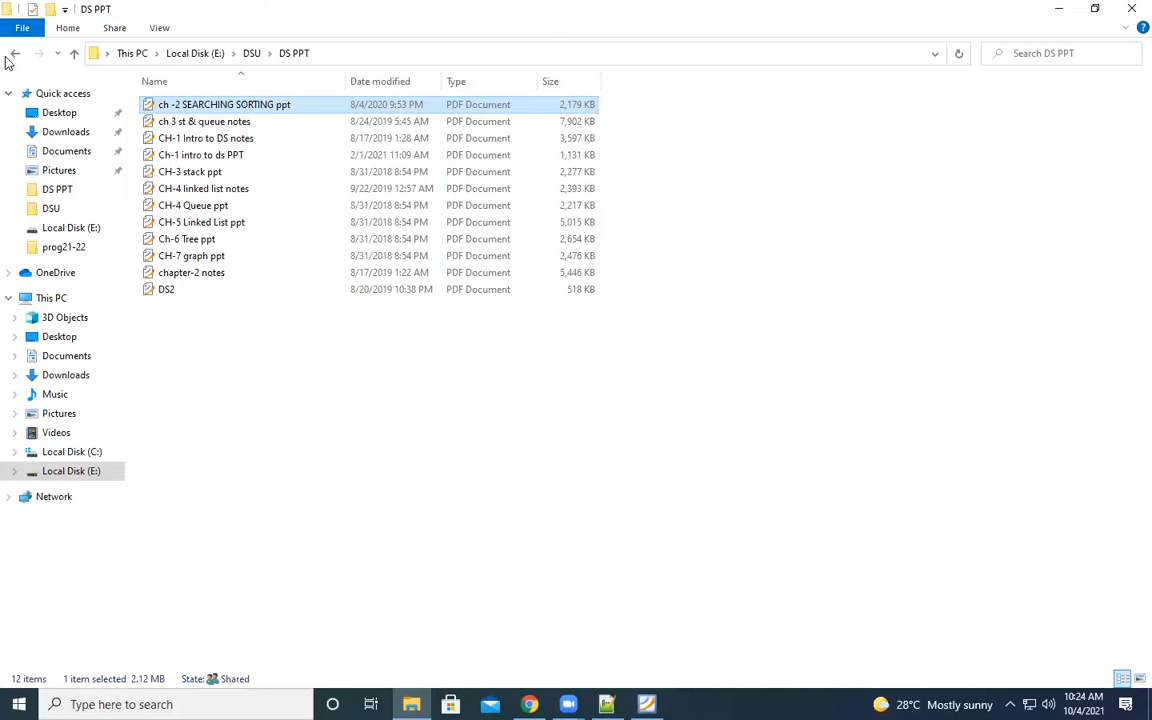 DS PPT
File Home Share View
This PC Local Disk (E:) DSU DS PPT Search DS PPT
Name Date modified Type Size
Quick access
Desktop
Downloads
Documents
Pictures
DS PPT
DSU
Local Disk (E:)
prog21-22
OneDrive
This PC
3D Objects
Desktop
Documents
Downloads
Music
Pictures
Videos
Local Disk (C:)
Local Disk (E:)
Network
ch -2 SEARCHING SORTING ppt 8/4/2020 9:53 PM PDF Document 2,179 KB
ch 3 st & queue notes 8/24/2019 5:45 AM PDF Document 7,902 KB
CH-1 Intro to DS notes 8/17/2019 1:28 AM PDF Document 3,597 KB
Ch-1 intro to ds PPT 2/1/2021 11:09 AM PDF Document 1,131 KB
CH-3 stack ppt 8/31/2018 8:54 PM PDF Document 2,277 KB
CH-4 linked list notes 9/22/2019 12:57 AM PDF Document 2,393 KB
CH-4 Queue ppt 8/31/2018 8:54 PM PDF Document 2,217 KB
CH-5 Linked List ppt 8/31/2018 8:54 PM PDF Document 5,015 KB
Ch-6 Tree ppt 8/31/2018 8:54 PM PDF Document 2,654 KB
CH-7 graph ppt 8/31/2018 8:54 PM PDF Document 2,476 KB
chapter-2 notes 8/17/2019 1:22 AM PDF Document 5,446 KB
DS2 8/20/2019 10:38 PM PDF Document 518 KB
12 items 1 item selected 2.12 MB State: Shared
Type here to search 28°C Mostly sunny 10:24 AM
10/4/2021